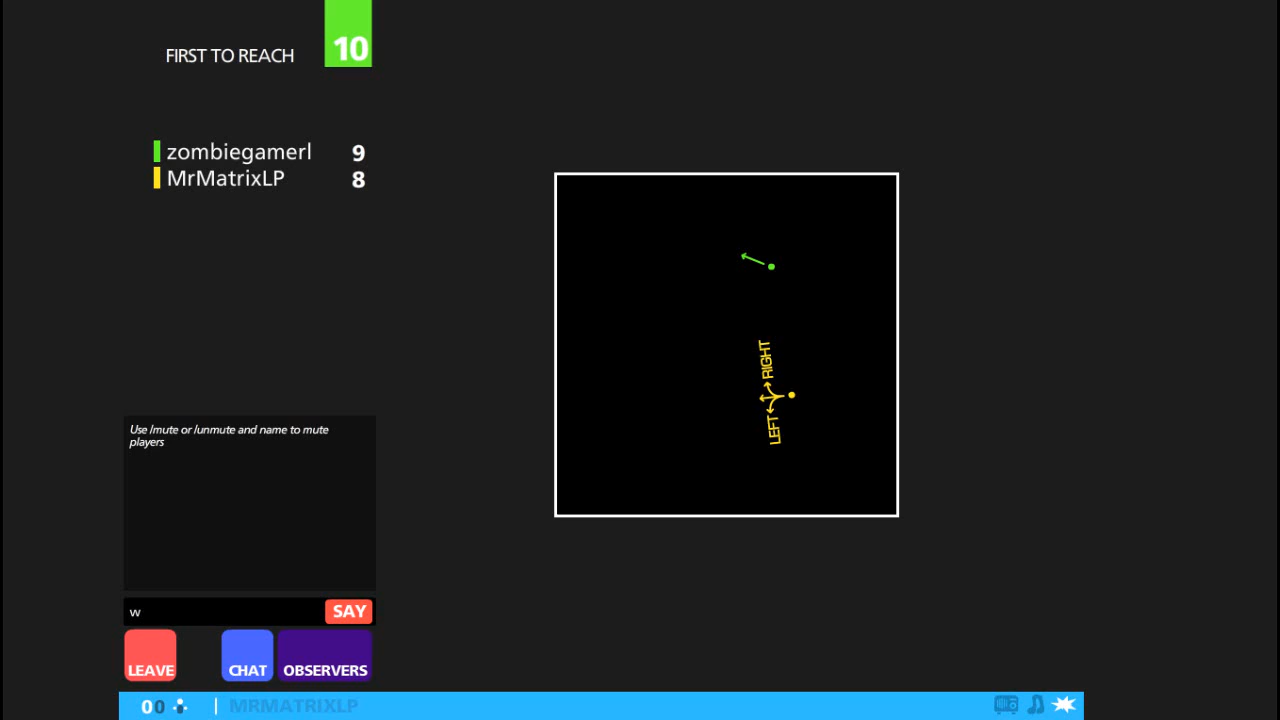 FIRST TO REACH 10
zombiegamerl 9
MrMatrixLP 8
RIGHT
LEFT
Use /mute or /unmute and name to mute
players
w SAY
LEAVE CHAT OBSERVERS
00 MRMATRIXLP